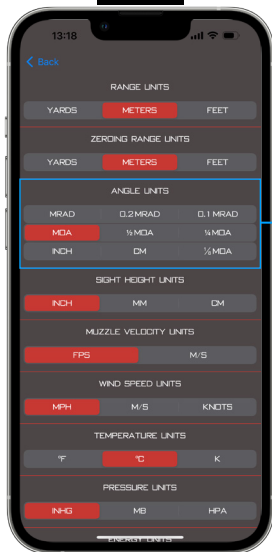 13:18
Back
RANGE UNITS
YARDS METERS FEET
ZEROING RANGE UNITS
YARDS METERS FEET
ANGLE UNITS
MRAD 0.2 MRAD 0.1 MRAD
MOA ½ MOA ¼ MOA
INCH CM ⅛ MOA
SIGHT HEIGHT UNITS
INCH MM CM
MUZZLE VELOCITY UNITS
FPS M/S
WIND SPEED UNITS
MPH M/S KNOTS
TEMPERATURE UNITS
°F °C K
PRESSURE UNITS
INHG MB HPA
ENERGY UNITS